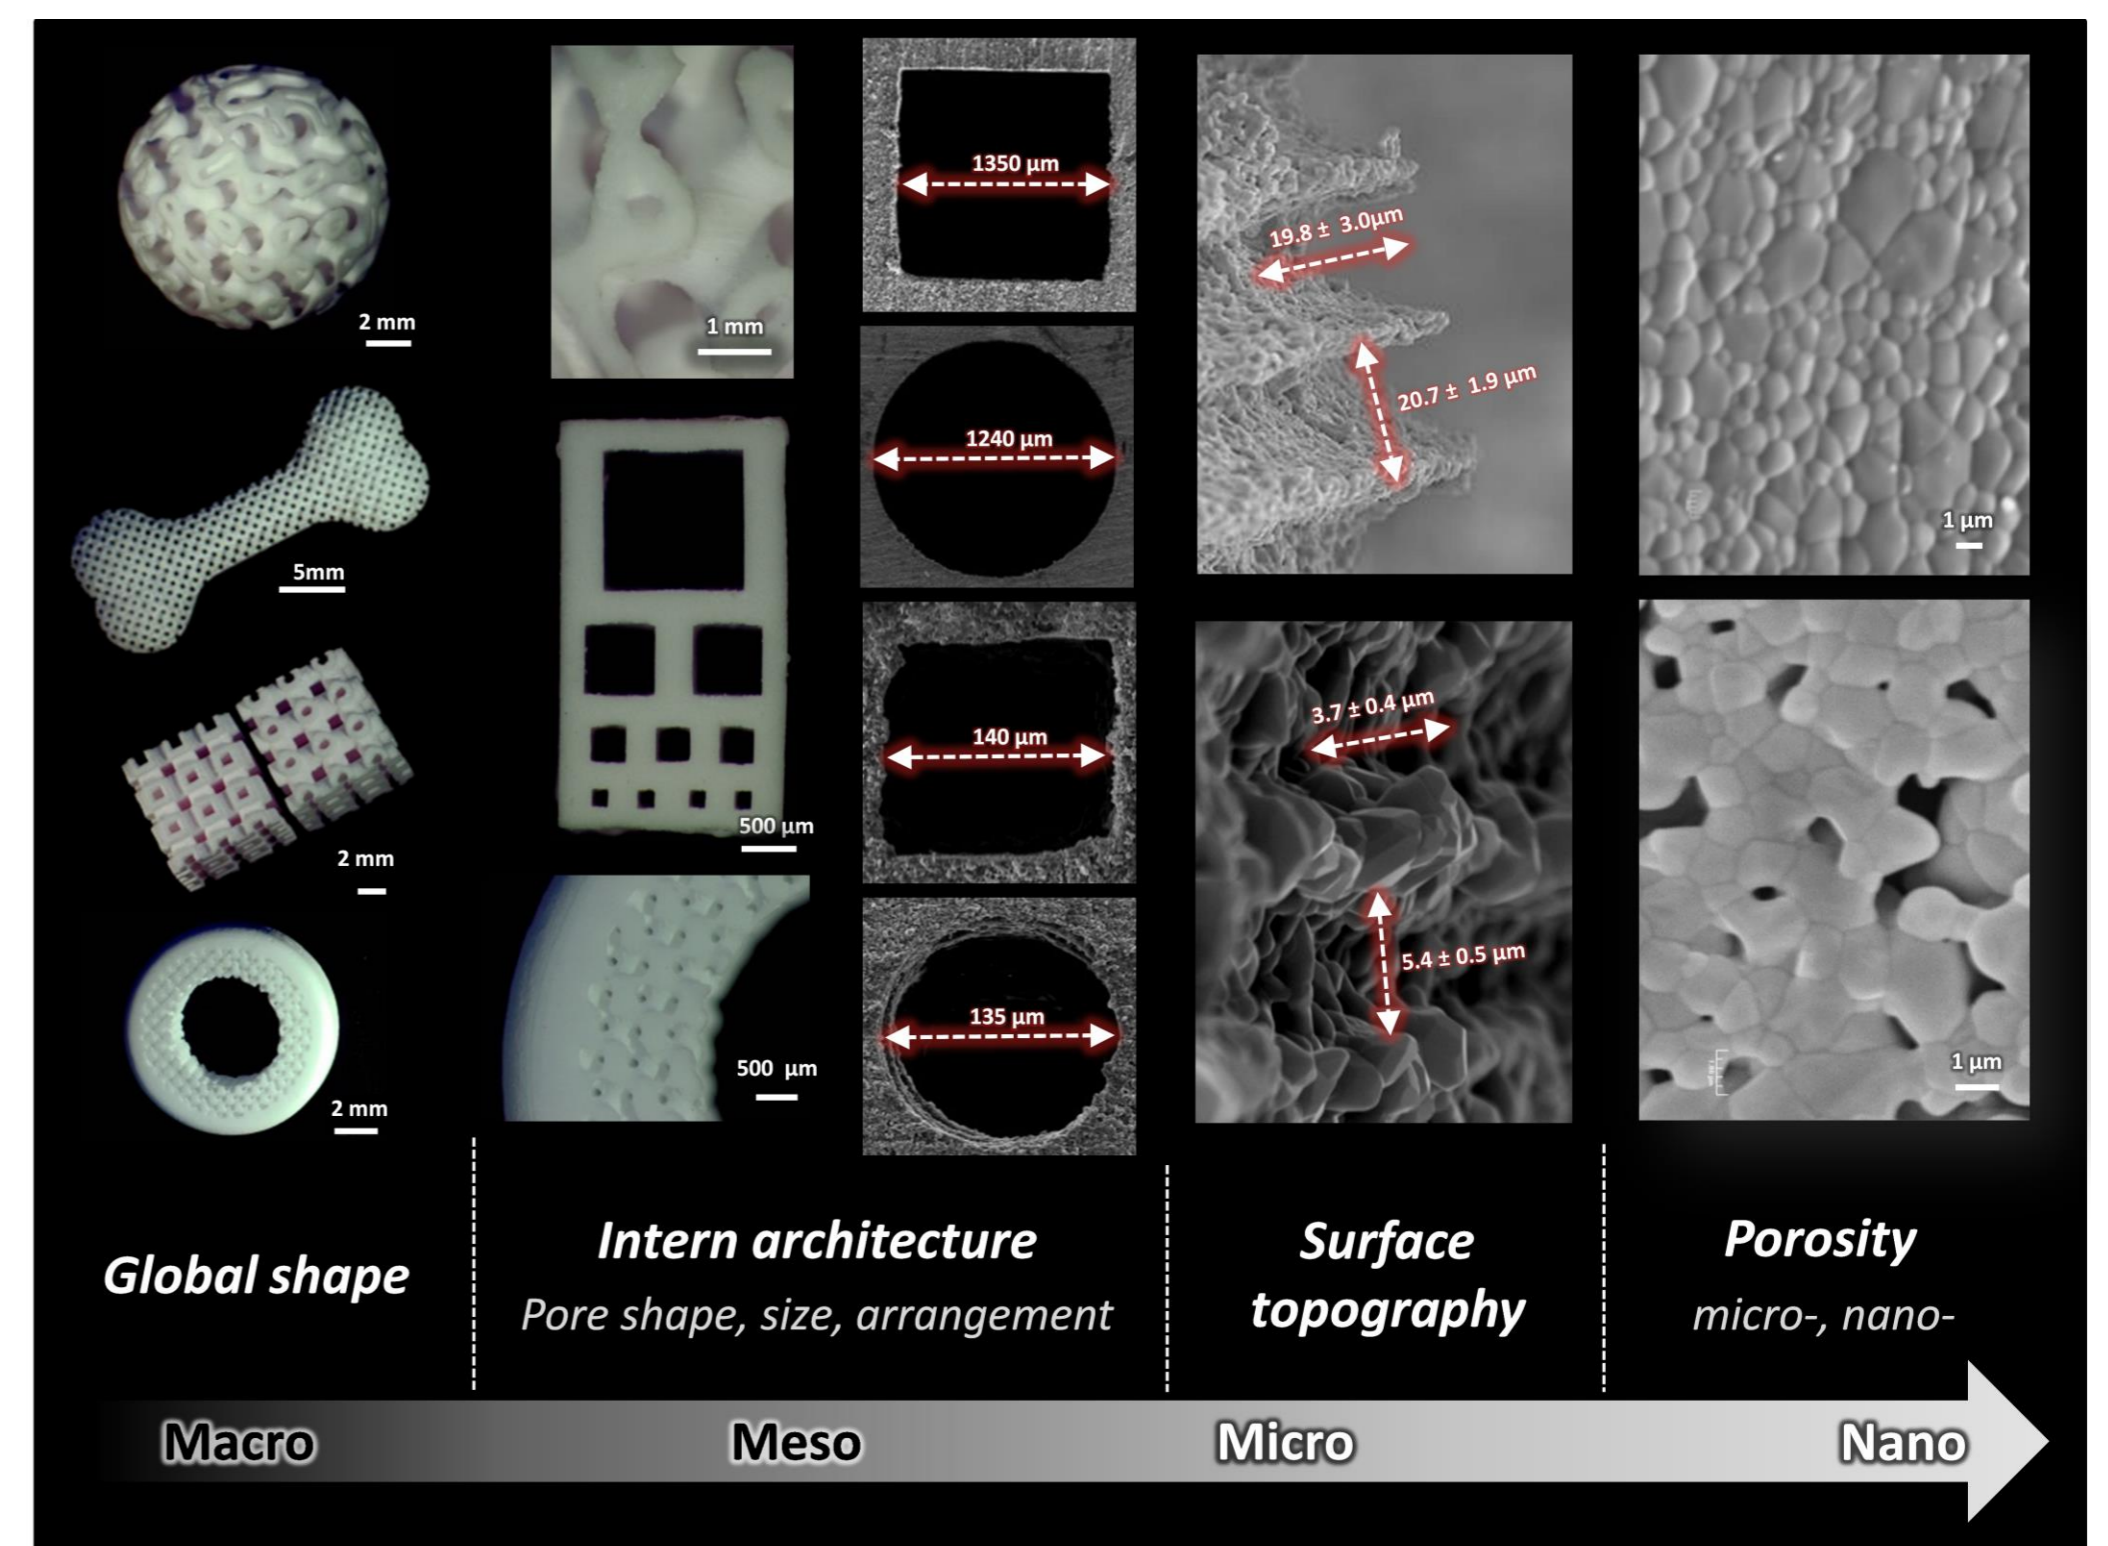 2 mm
5mm
2 mm
2 mm
1 mm
500 µm
500 µm
1350 µm
1240 µm
140 µm
135 µm
19.8 ± 3.0µm
20.7 ± 1.9 µm
3.7 ± 0.4 µm
5.4 ± 0.5 µm
1 µm
1 µm
Global shape
Intern architecture
Pore shape, size, arrangement
Surface
topography
Porosity
micro-, nano-
Macro
Meso
Micro
Nano